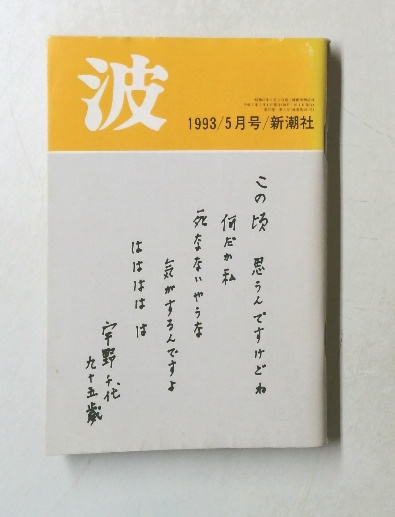 波
1993/5月号/新潮社
この頃 思うんですけどね
何だか私
死なないやうな
気がするんですよ
ははははは
宇野千代
九十五歳